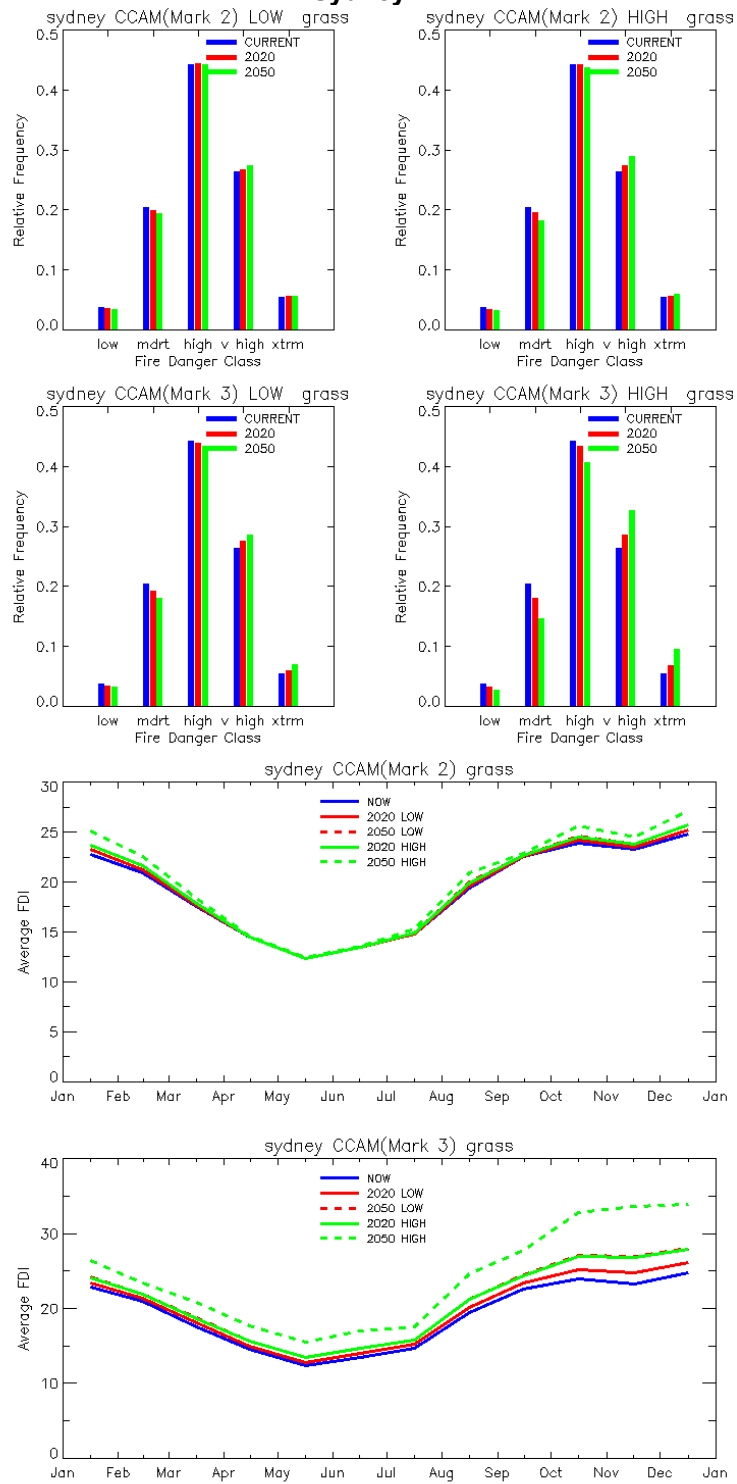 Sydney
sydney CCAM(Mark 2) LOW grass
0.5
0.4
0.3
0.2
0.1
0.0
Relative Frequency
CURRENT
2020
2050
low mdrt high v high xtrm
Fire Danger Class
sydney CCAM(Mark 2) HIGH grass
0.5
0.4
0.3
0.2
0.1
0.0
Relative Frequency
CURRENT
2020
2050
low mdrt high v high xtrm
Fire Danger Class
sydney CCAM(Mark 3) LOW grass
0.5
0.4
0.3
0.2
0.1
0.0
Relative Frequency
CURRENT
2020
2050
low mdrt high v high xtrm
Fire Danger Class
sydney CCAM(Mark 3) HIGH grass
0.5
0.4
0.3
0.2
0.1
0.0
Relative Frequency
CURRENT
2020
2050
low mdrt high v high xtrm
Fire Danger Class
sydney CCAM(Mark 2) grass
30
25
20
15
10
5
0
Average FDI
NOW
2020 LOW
2050 LOW
2020 HIGH
2050 HIGH
Jan Feb Mar Apr May Jun Jul Aug Sep Oct Nov Dec Jan
sydney CCAM(Mark 3) grass
40
30
20
10
0
Average FDI
NOW
2020 LOW
2050 LOW
2020 HIGH
2050 HIGH
Jan Feb Mar Apr May Jun Jul Aug Sep Oct Nov Dec Jan